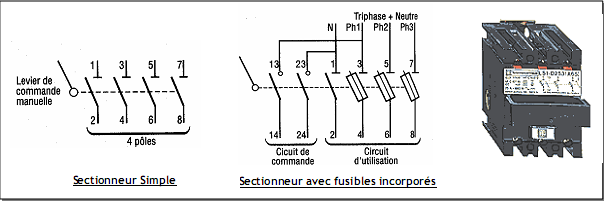 Levier de
commande
manuelle
1 3 5 7
2 4 6 8
4 pôles
Sectionneur Simple
Triphase + Neutre
N Ph1 Ph2 Ph3
13 23 1 3 5 7
14 24 2 4 6 8
Cicuit de
commande
Circuit
d'utilisation
Sectionneur avec fusibles incorporés